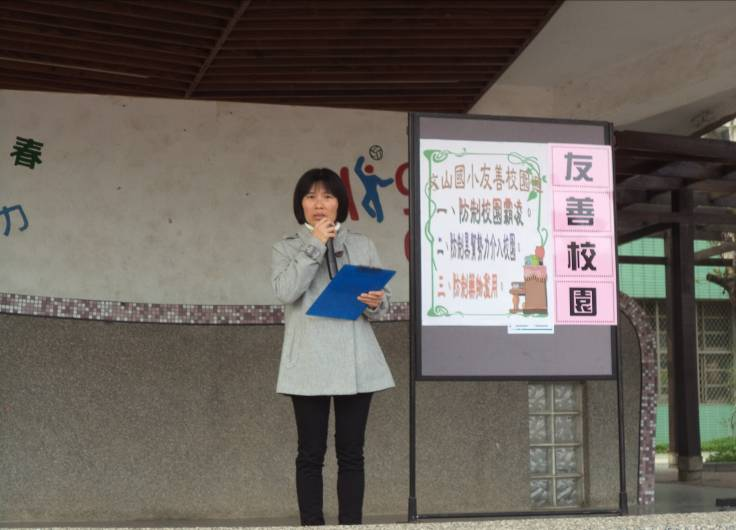 春
力
文山國小友善校園週
一、防制校園霸凌。
二、防制黑幫勢力介入校園。
三、防制藥物濫用。
友
善
校
園